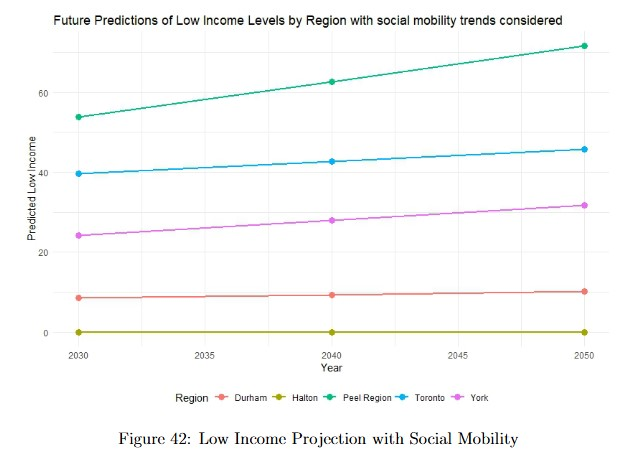 Future Predictions of Low Income Levels by Region with social mobility trends considered
Predicted Low Income
60
40
20
0
2030 2035 2040 2045 2050
Year
Region Durham Halton Peel Region Toronto York
Figure 42: Low Income Projection with Social Mobility